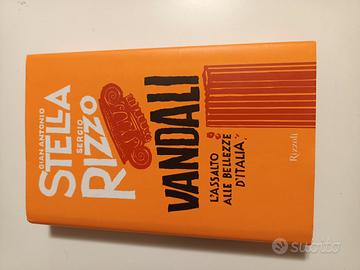 GIAN ANTONIO
STELLA
SERGIO
RIZZO
VANDALI
L'ASSALTO
ALLE BELLEZZE
D'ITALIA
Rizzoli
subito